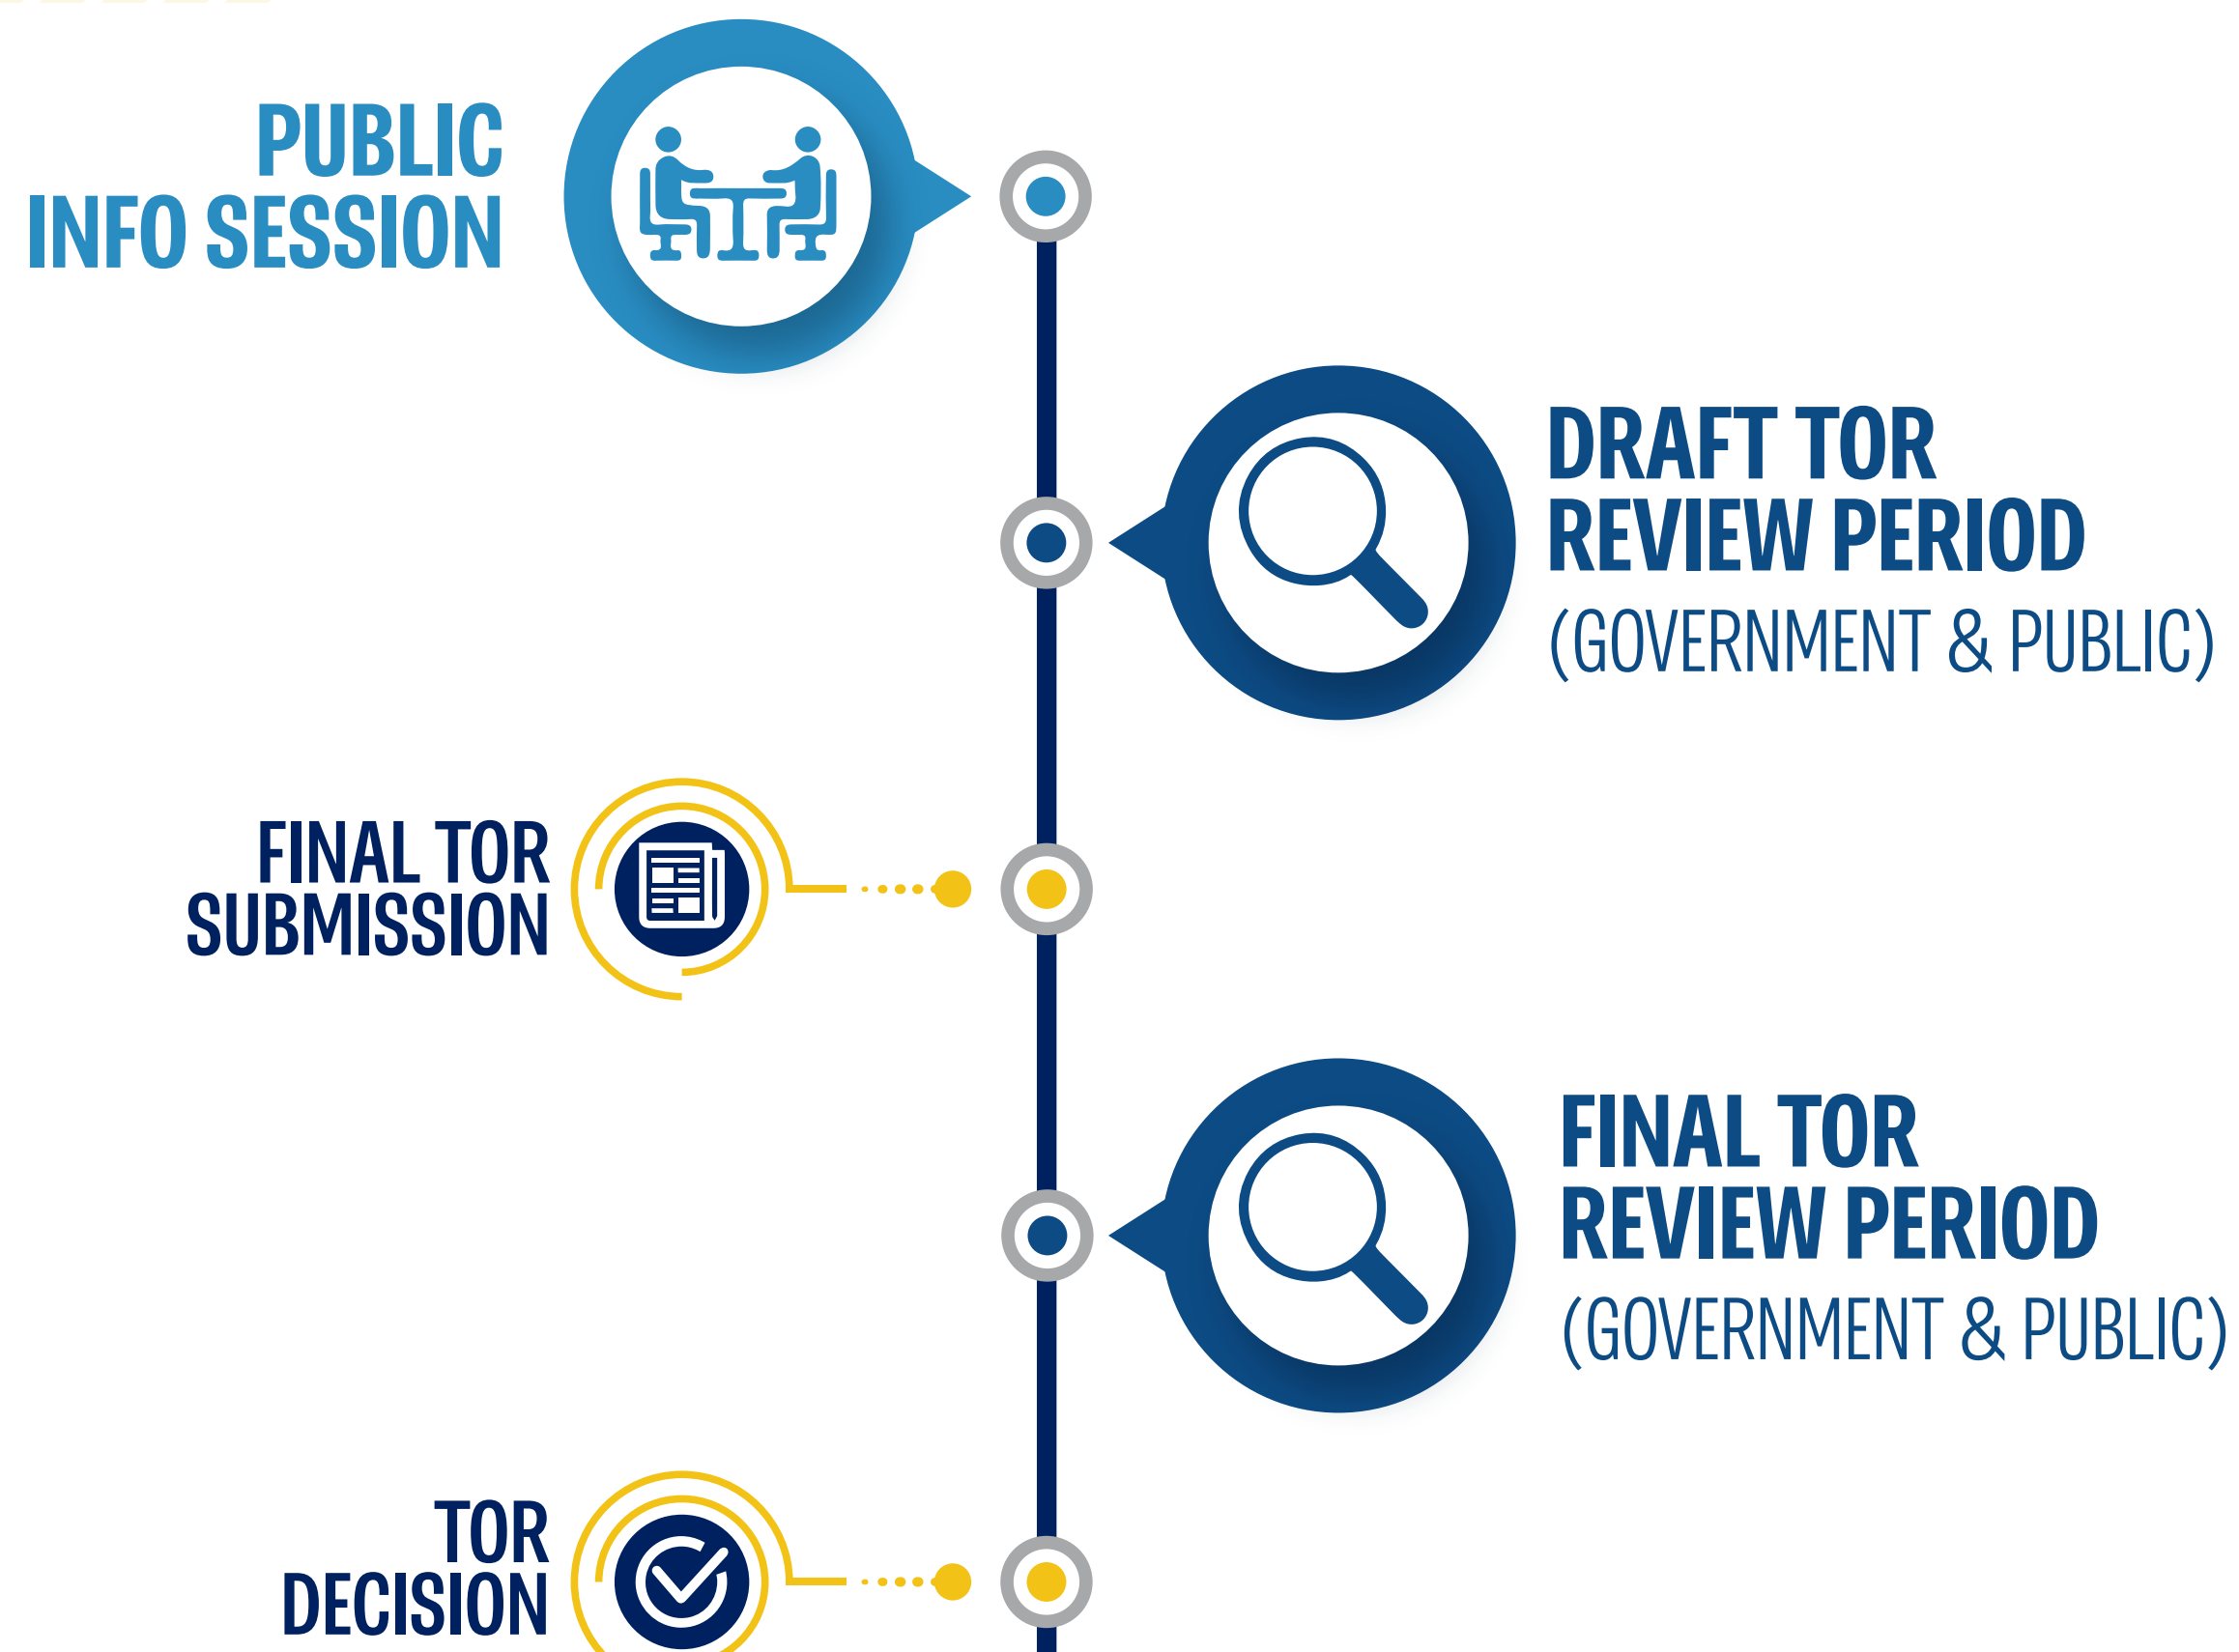 PUBLIC
INFO SESSION
DRAFT TOR
REVIEW PERIOD
(GOVERNMENT & PUBLIC)
FINAL TOR
SUBMISSION
FINAL TOR
REVIEW PERIOD
(GOVERNMENT & PUBLIC)
TOR
DECISION